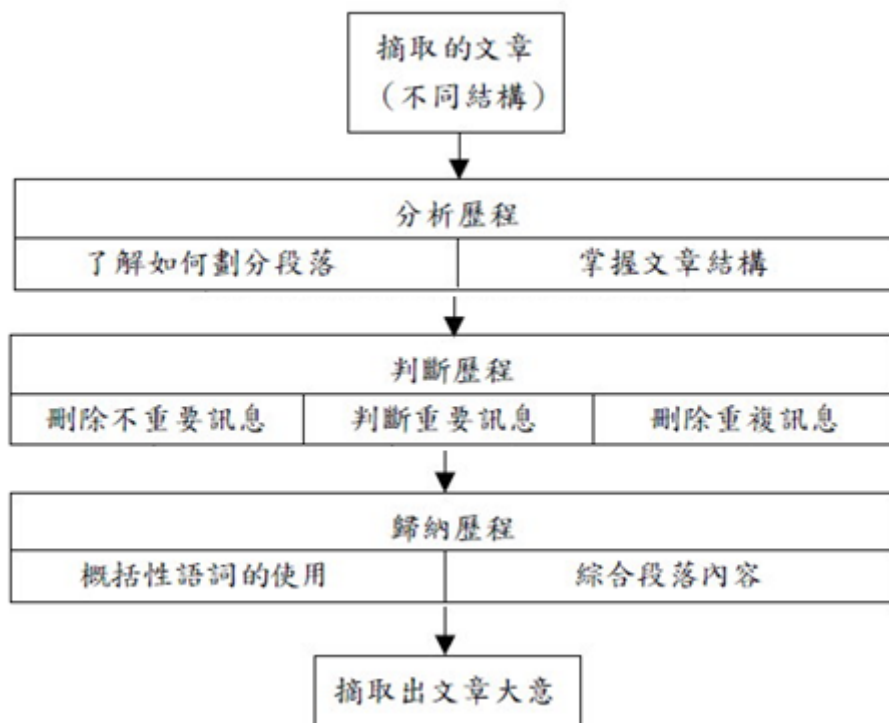 摘取的文章
（不同結構）
分析歷程
了解如何劃分段落
掌握文章結構
判斷歷程
刪除不重要訊息
判斷重要訊息
刪除重複訊息
歸納歷程
概括性語詞的使用
綜合段落內容
摘取出文章大意